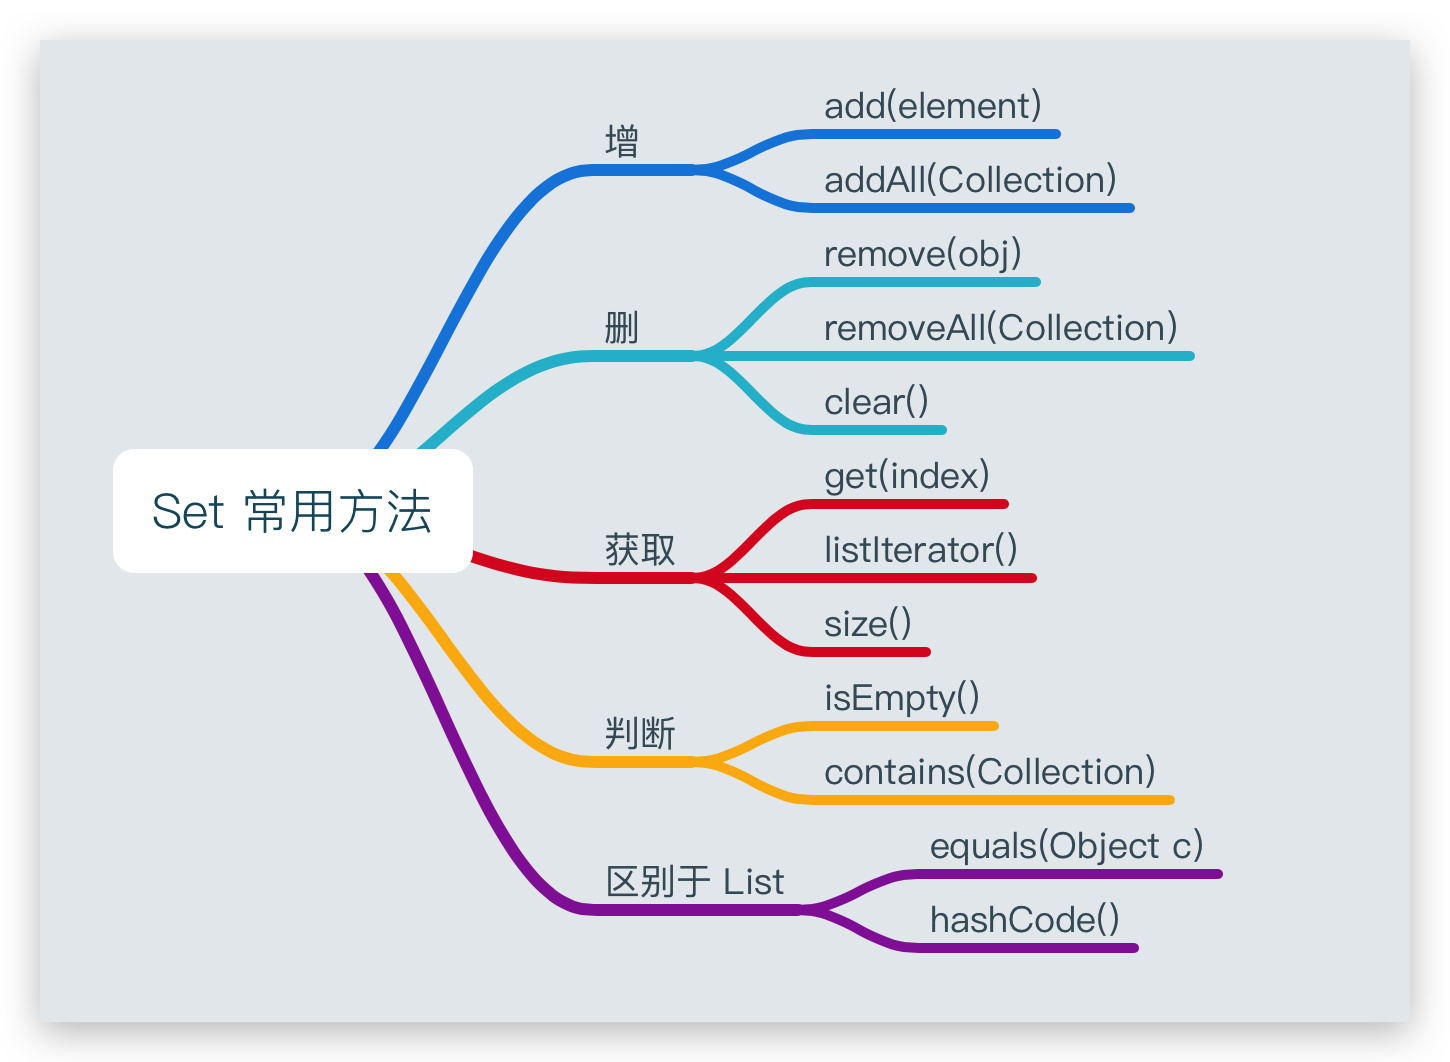 Set 常用方法
增
add(element)
addAll(Collection)
删
remove(obj)
removeAll(Collection)
clear()
获取
get(index)
listIterator()
size()
判断
isEmpty()
contains(Collection)
区别于 List
equals(Object c)
hashCode()